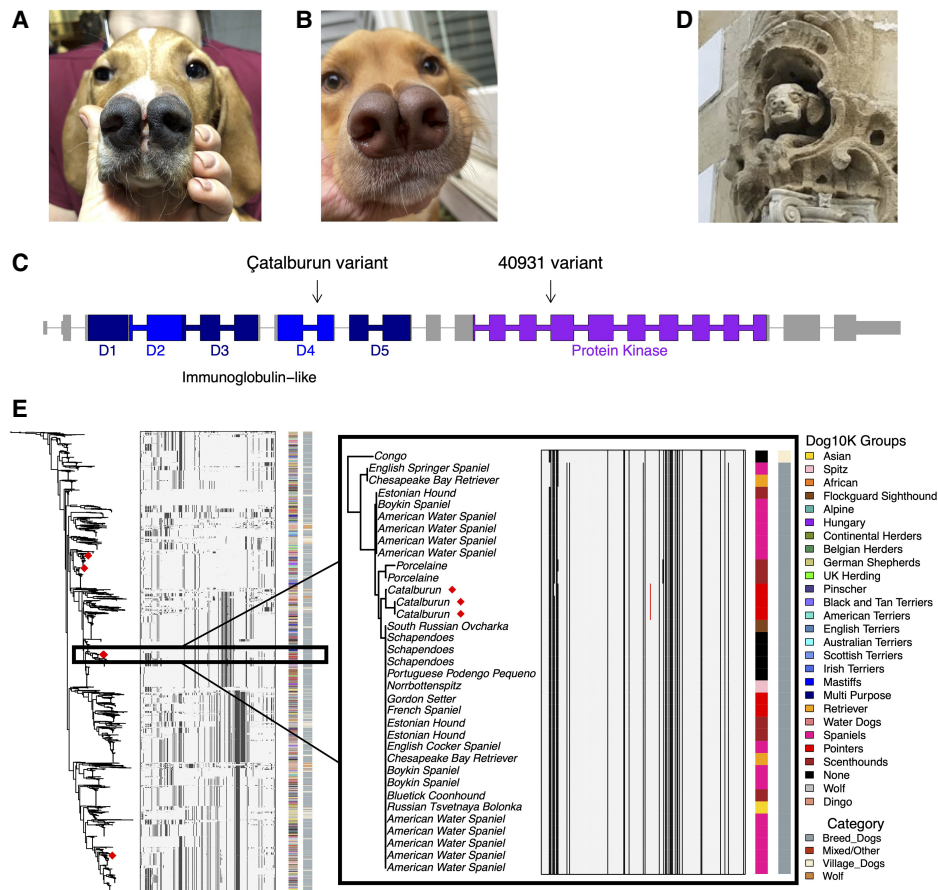 A
B
D
C
Çatalburun variant
40931 variant
D1
D2
D3
D4
D5
Protein Kinase
Immunoglobulin−like
E
Congo
English Springer Spaniel
Chesapeake Bay Retriever
Estonian Hound
Boykin Spaniel
American Water Spaniel
American Water Spaniel
American Water Spaniel
American Water Spaniel
Porcelaine
Porcelaine
Catalburun
Catalburun
Catalburun
South Russian Ovcharka
Schapendoes
Schapendoes
Schapendoes
Portuguese Podengo Pequeno
Norrbottenspitz
Gordon Setter
French Spaniel
Estonian Hound
Estonian Hound
English Cocker Spaniel
Chesapeake Bay Retriever
Boykin Spaniel
Boykin Spaniel
Bluetick Coonhound
Russian Tsvetnaya Bolonka
American Water Spaniel
American Water Spaniel
American Water Spaniel
American Water Spaniel
American Water Spaniel
Dog10K Groups
Asian
Spitz
African
Flockguard Sighthound
Alpine
Hungary
Continental Herders
Belgian Herders
German Shepherds
UK Herding
Pinscher
Black and Tan Terriers
American Terriers
English Terriers
Australian Terriers
Scottish Terriers
Irish Terriers
Mastiffs
Multi Purpose
Retriever
Water Dogs
Spaniels
Pointers
Scenthounds
None
Wolf
Dingo
Category
Breed_Dogs
Mixed/Other
Village_Dogs
Wolf